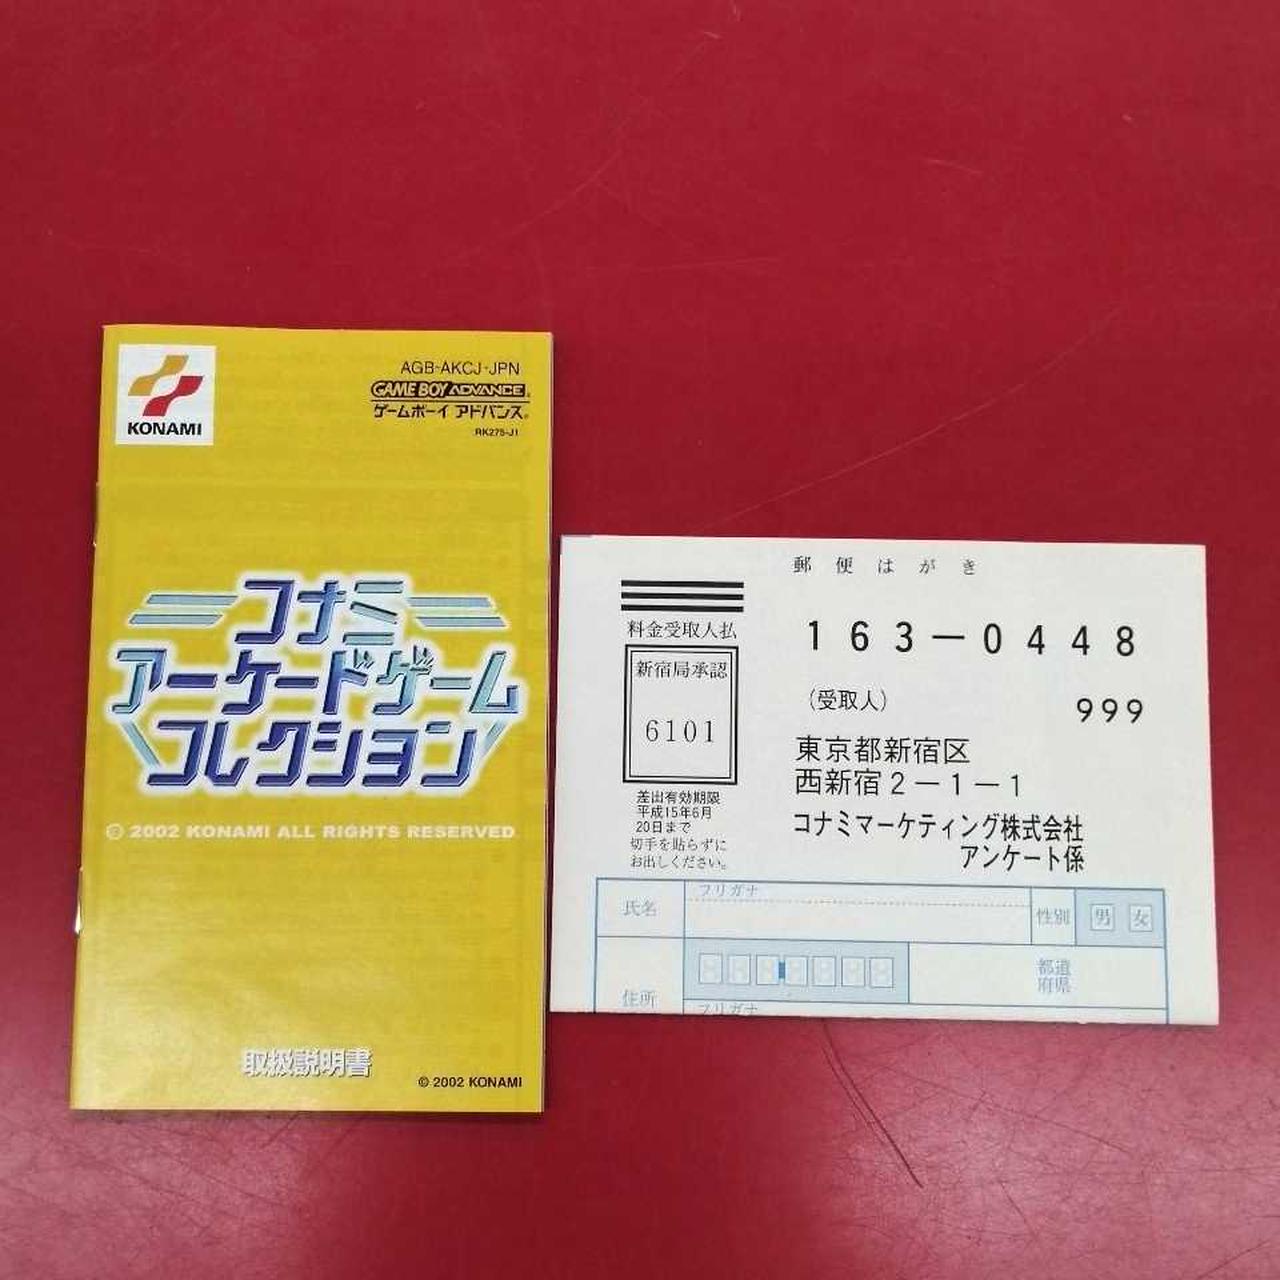 KONAMI
AGB-AKCJ-JPN
GAME BOY ADVANCE
ゲームボーイ アドバンス
RK275-J1
コナミ
アーケードゲーム
コレクション
© 2002 KONAMI ALL RIGHTS RESERVED
取扱説明書
© 2002 KONAMI
郵便はがき
料金受取人払
新宿局承認
6101
差出有効期限
平成15年6月
20日まで
切手を貼らずに
お出しください。
163-0448
(受取人)
999
東京都新宿区
西新宿2-1-1
コナミマーケティング株式会社
アンケート係
フリガナ
氏名
性別
男 女
住所
都道
府県
フリガナ